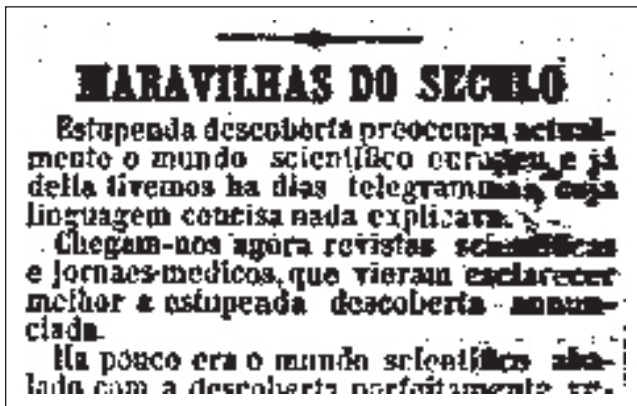 MARAVILHAS DO SECULO
Estupenda descoberta preoccupa actual-
mente o mundo scientifico europeu, e já
della tivemos ha dias telegrammas, cuja
linguagem concisa nada explicava.
Chegam-nos agora revistas scientificas
e jornaes-medicos, que vieram esclarecer
melhor a estupenda descoberta annun-
ciada.
Ha pouco era o mundo scientifico aba-
lado com a descoberta perfeitamente